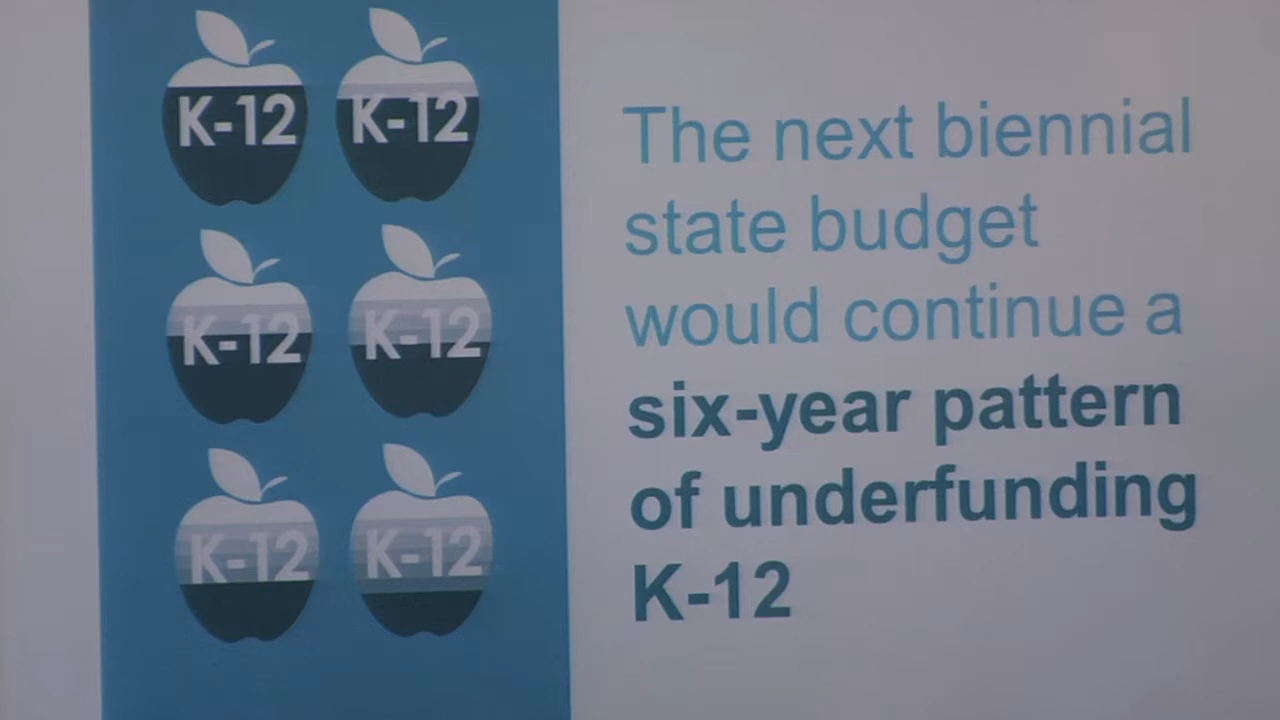 K-12 K-12
K-12 K-12
K-12 K-12
The next biennial
state budget
would continue a
six-year pattern
of underfunding
K-12